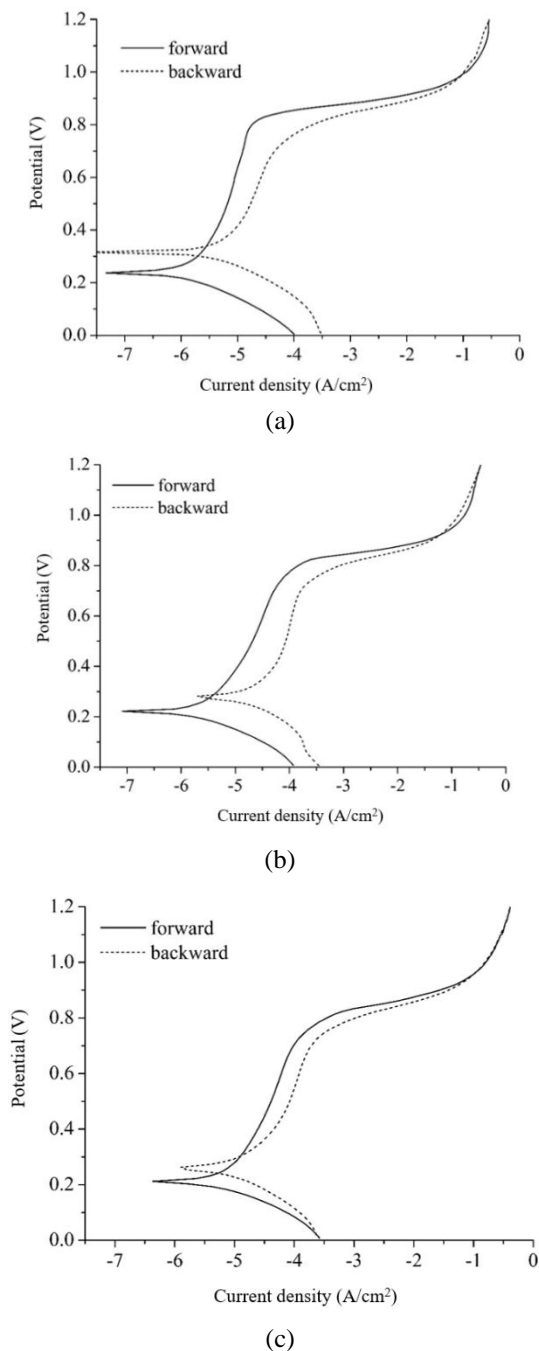 forward
backward
1.2
1.0
0.8
0.6
0.4
0.2
0.0
Potential (V)
-7 -6 -5 -4 -3 -2 -1 0
Current density (A/cm²)
(a)
forward
backward
1.2
1.0
0.8
0.6
0.4
0.2
0.0
Potential (V)
-7 -6 -5 -4 -3 -2 -1 0
Current density (A/cm²)
(b)
forward
backward
1.2
1.0
0.8
0.6
0.4
0.2
0.0
Potential (V)
-7 -6 -5 -4 -3 -2 -1 0
Current density (A/cm²)
(c)